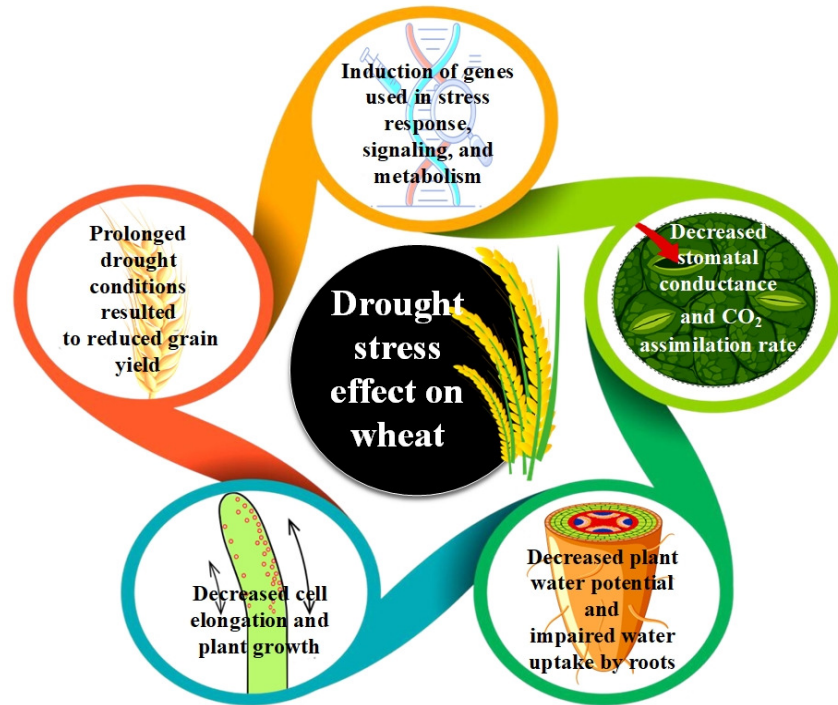 Induction of genes
used in stress
response,
signaling, and
metabolism
Decreased
stomatal
conductance
and CO₂
assimilation rate
Decreased plant
water potential
and
impaired water
uptake by roots
Decreased cell
elongation and
plant growth
Prolonged
drought
conditions
resulted
to reduced grain
yield
Drought
stress
effect on
wheat